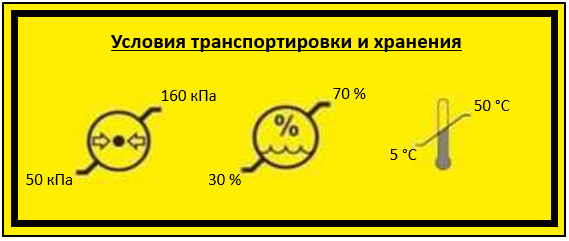 Условия транспортировки и хранения
160 кПа
50 кПа
%
70 %
30 %
50 °C
5 °C